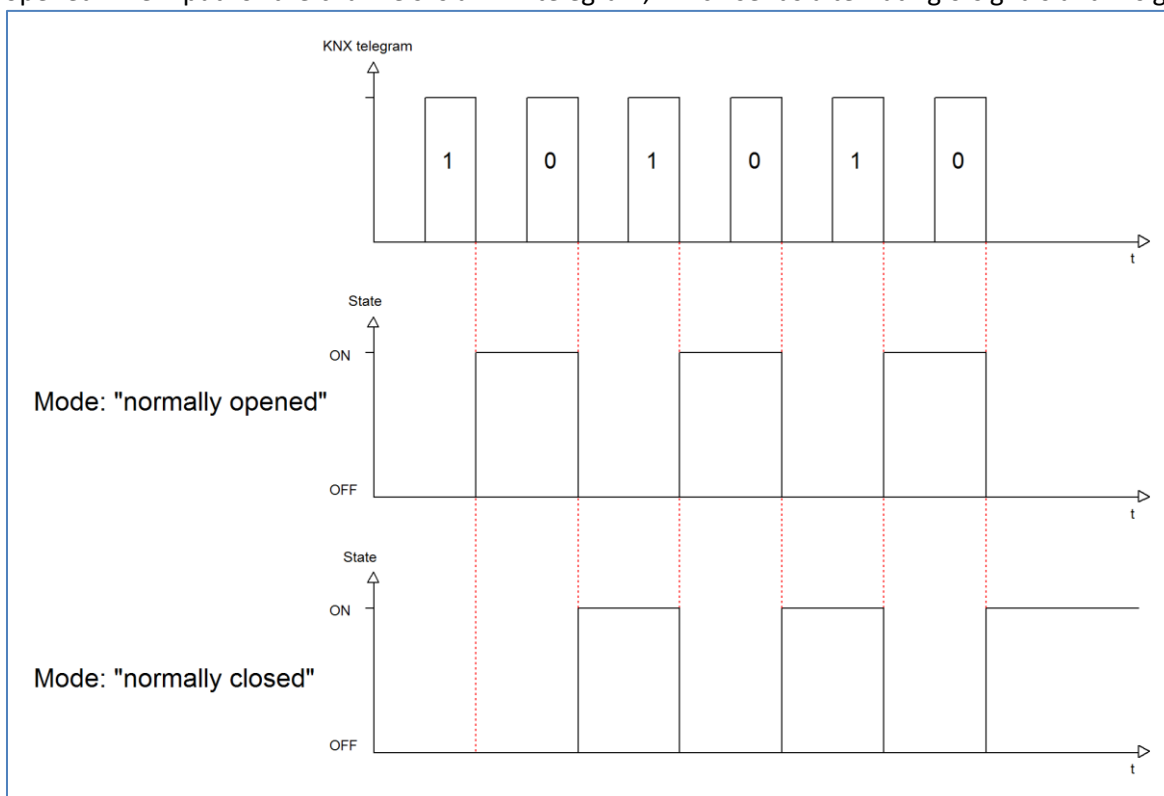 KNX telegram
1 0 1 0 1 0
t
State
ON
Mode: "normally opened"
OFF
t
State
ON
Mode: "normally closed"
OFF
t